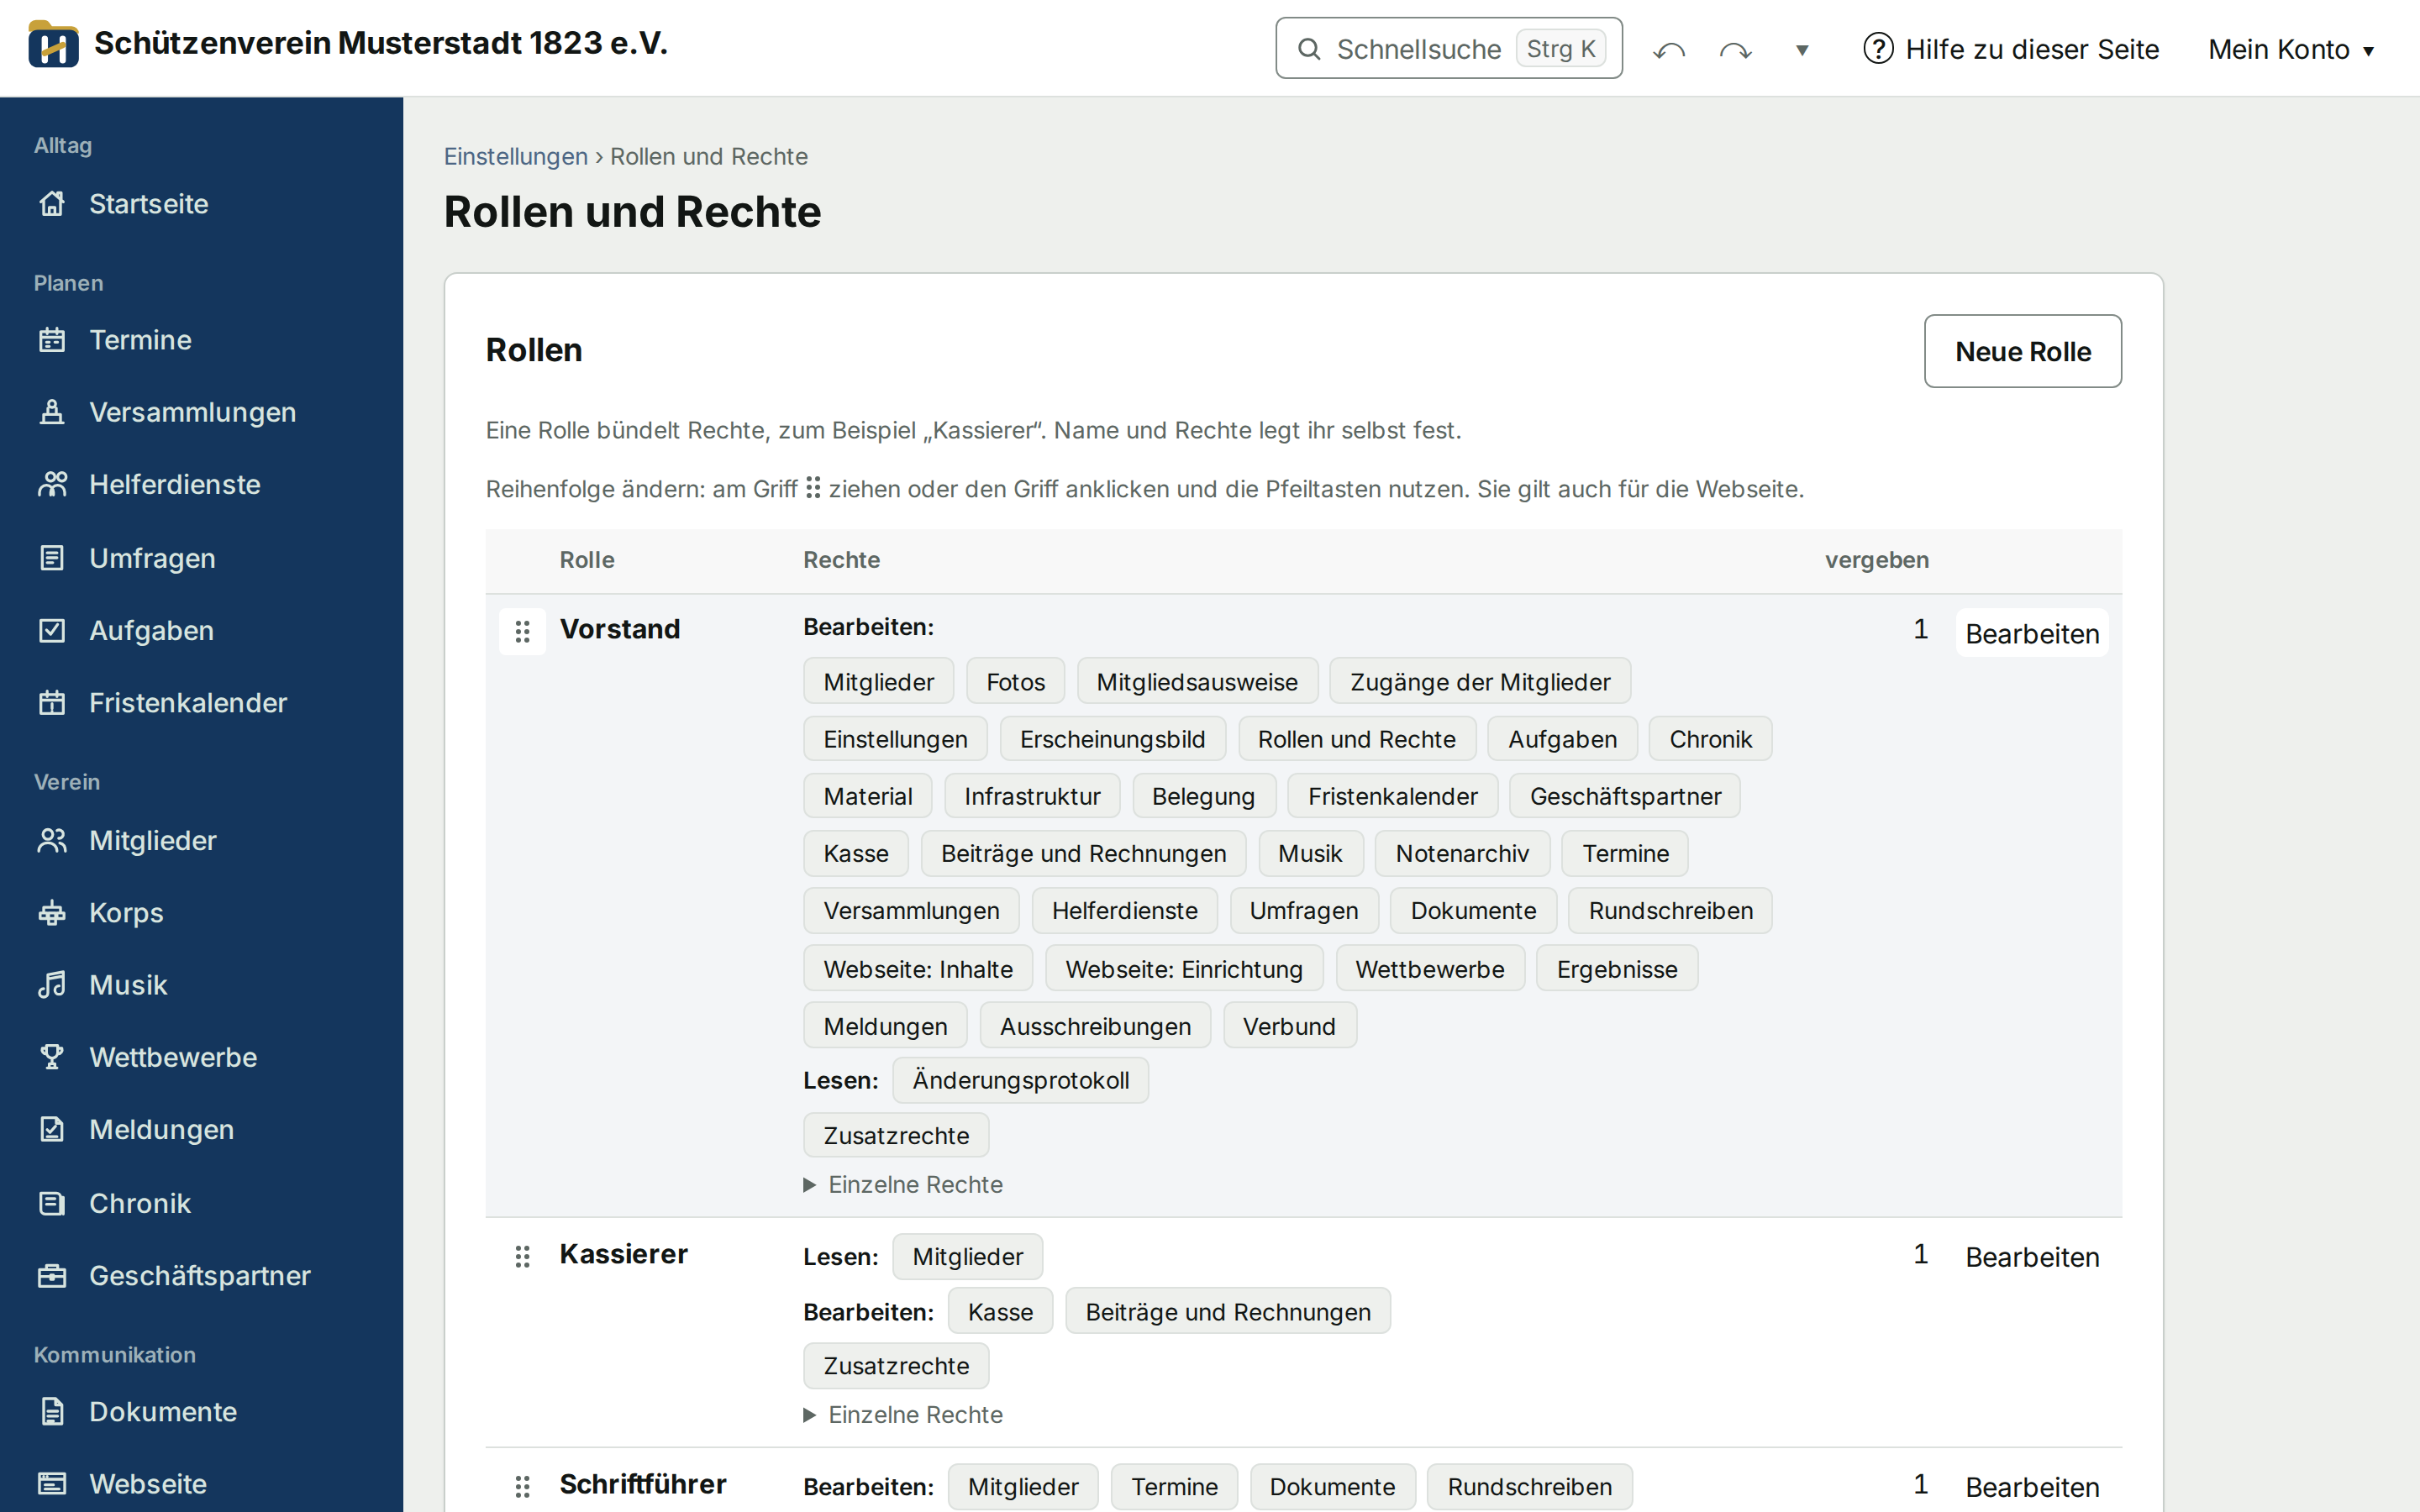 Schützenverein Musterstadt 1823 e.V.
Schnellsuche Strg K
Hilfe zu dieser Seite
Mein Konto
Alltag
Startseite
Planen
Termine
Versammlungen
Helferdienste
Umfragen
Aufgaben
Fristenkalender
Verein
Mitglieder
Korps
Musik
Wettbewerbe
Meldungen
Chronik
Geschäftspartner
Kommunikation
Dokumente
Webseite
Einstellungen › Rollen und Rechte
Rollen und Rechte
Rollen
Neue Rolle
Eine Rolle bündelt Rechte, zum Beispiel „Kassierer“. Name und Rechte legt ihr selbst fest.
Reihenfolge ändern: am Griff ziehen oder den Griff anklicken und die Pfeiltasten nutzen. Sie gilt auch für die Webseite.
Rolle Rechte vergeben
Vorstand Bearbeiten: 1 Bearbeiten
Mitglieder Fotos Mitgliedsausweise Zugänge der Mitglieder
Einstellungen Erscheinungsbild Rollen und Rechte Aufgaben Chronik
Material Infrastruktur Belegung Fristenkalender Geschäftspartner
Kasse Beiträge und Rechnungen Musik Notenarchiv Termine
Versammlungen Helferdienste Umfragen Dokumente Rundschreiben
Webseite: Inhalte Webseite: Einrichtung Wettbewerbe Ergebnisse
Meldungen Ausschreibungen Verbund
Lesen: Änderungsprotokoll
Zusatzrechte
Einzelne Rechte
Kassierer Lesen: Mitglieder 1 Bearbeiten
Bearbeiten: Kasse Beiträge und Rechnungen
Zusatzrechte
Einzelne Rechte
Schriftführer Bearbeiten: Mitglieder Termine Dokumente Rundschreiben 1 Bearbeiten